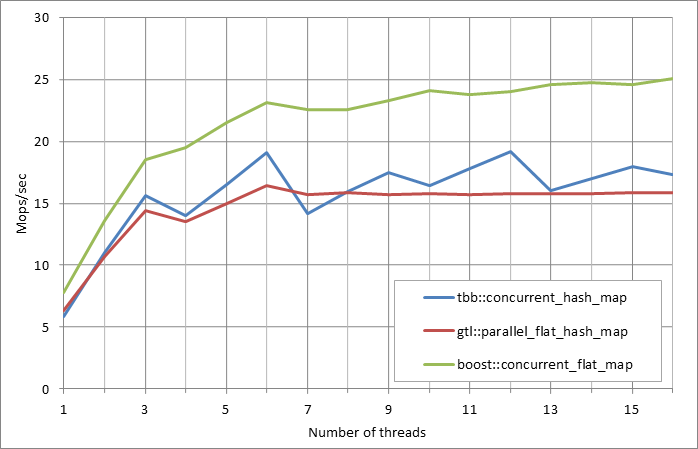 30
25
20
15
10
5
0
Mops/sec
tbb::concurrent_hash_map
gtl::parallel_flat_hash_map
boost::concurrent_flat_map
1 3 5 7 9 11 13 15
Number of threads